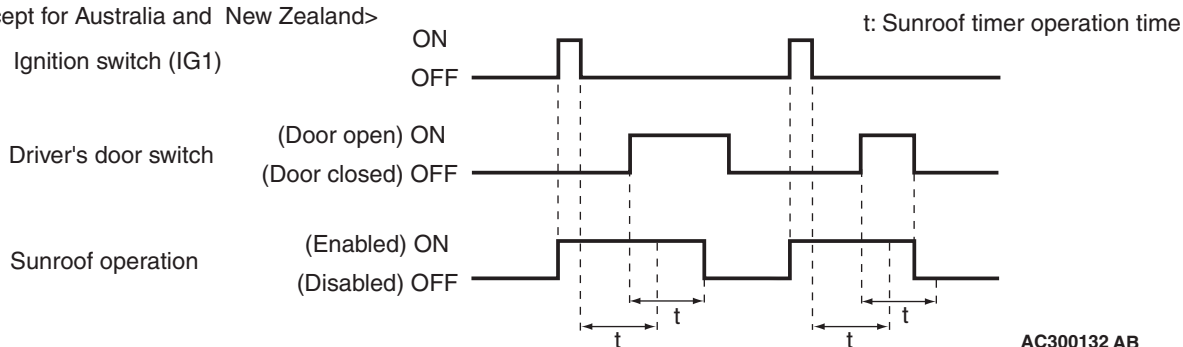 cept for Australia and New Zealand>
t: Sunroof timer operation time
ON
Ignition switch (IG1)
OFF
(Door open) ON
Driver's door switch
(Door closed) OFF
(Enabled) ON
Sunroof operation
(Disabled) OFF
t
t
t
t
AC300132 AB